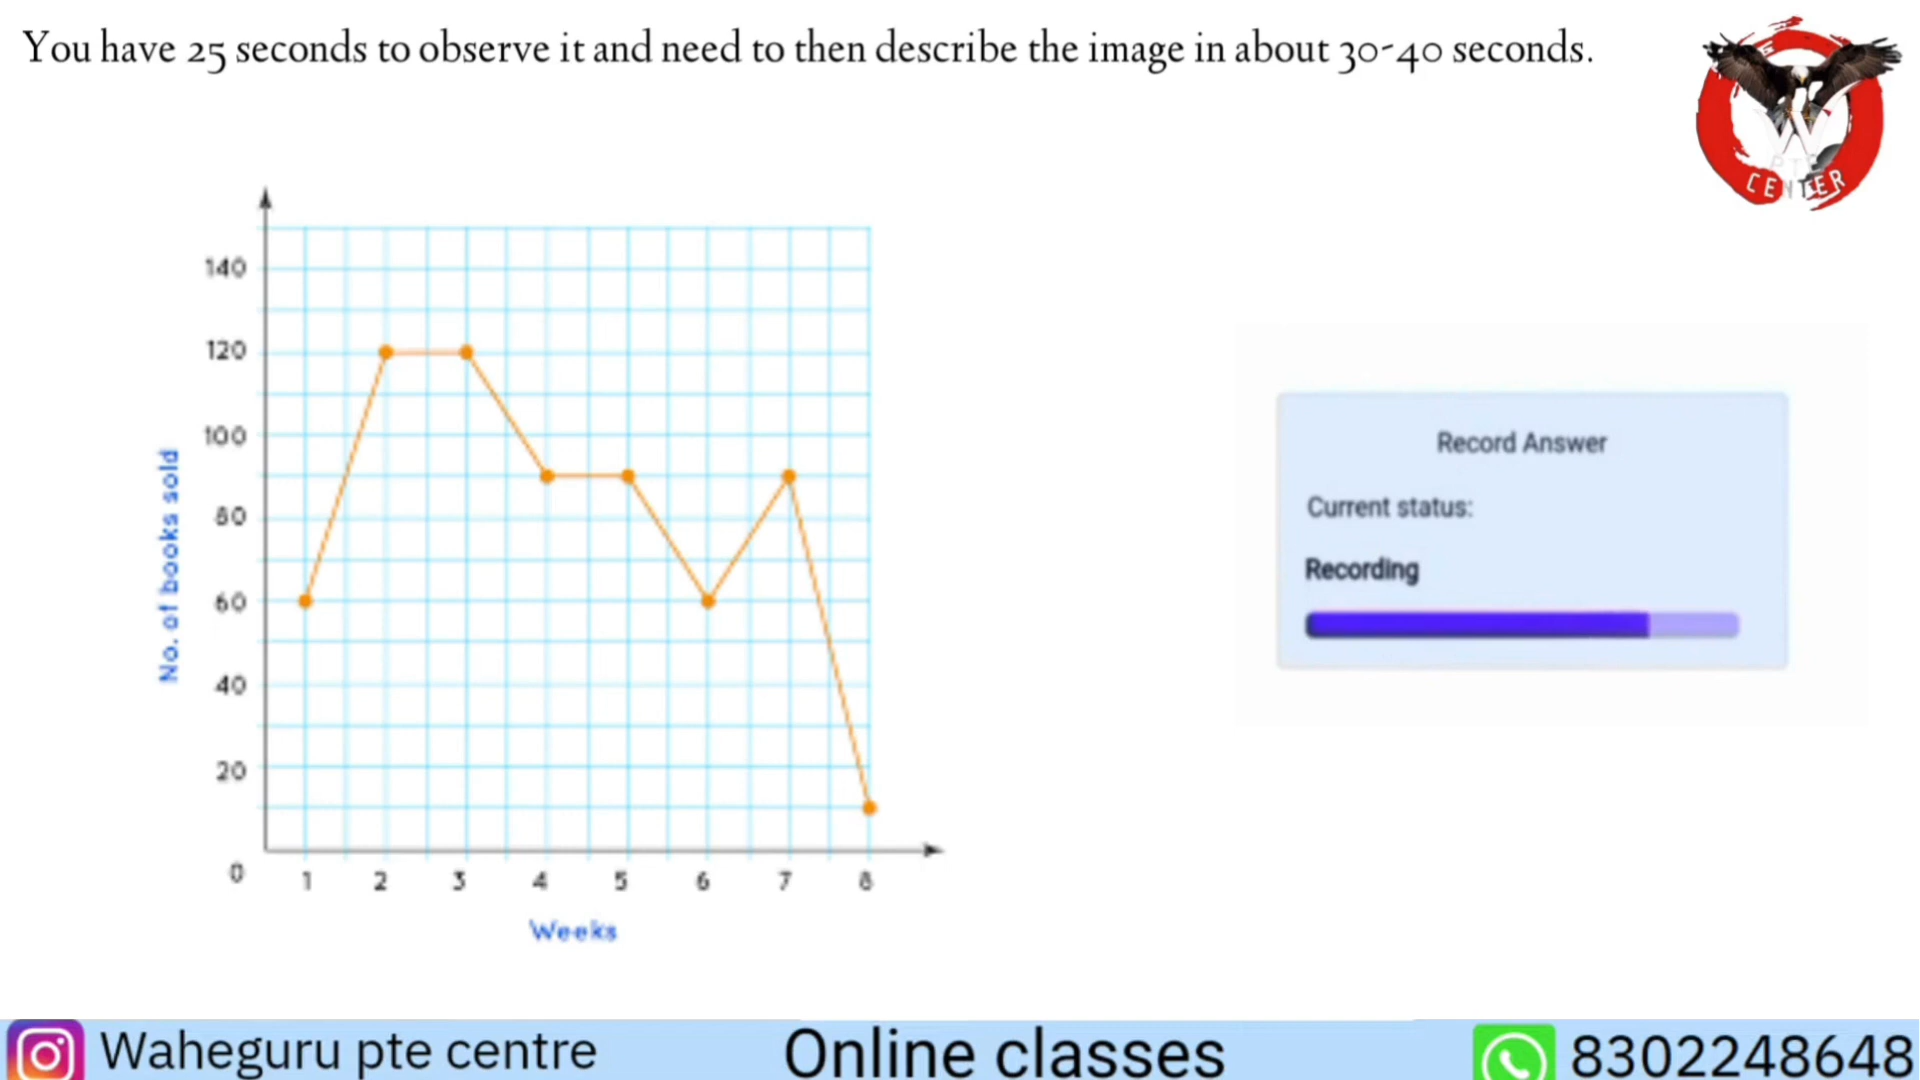 You have 25 seconds to observe it and need to then describe the image in about 30-40 seconds.
W
PTE
CENTER
140
120
100
80
60
40
20
0
No. of books sold
1 2 3 4 5 6 7 8
Weeks
Record Answer
Current status:
Recording
Waheguru pte centre
Online classes
8302248648